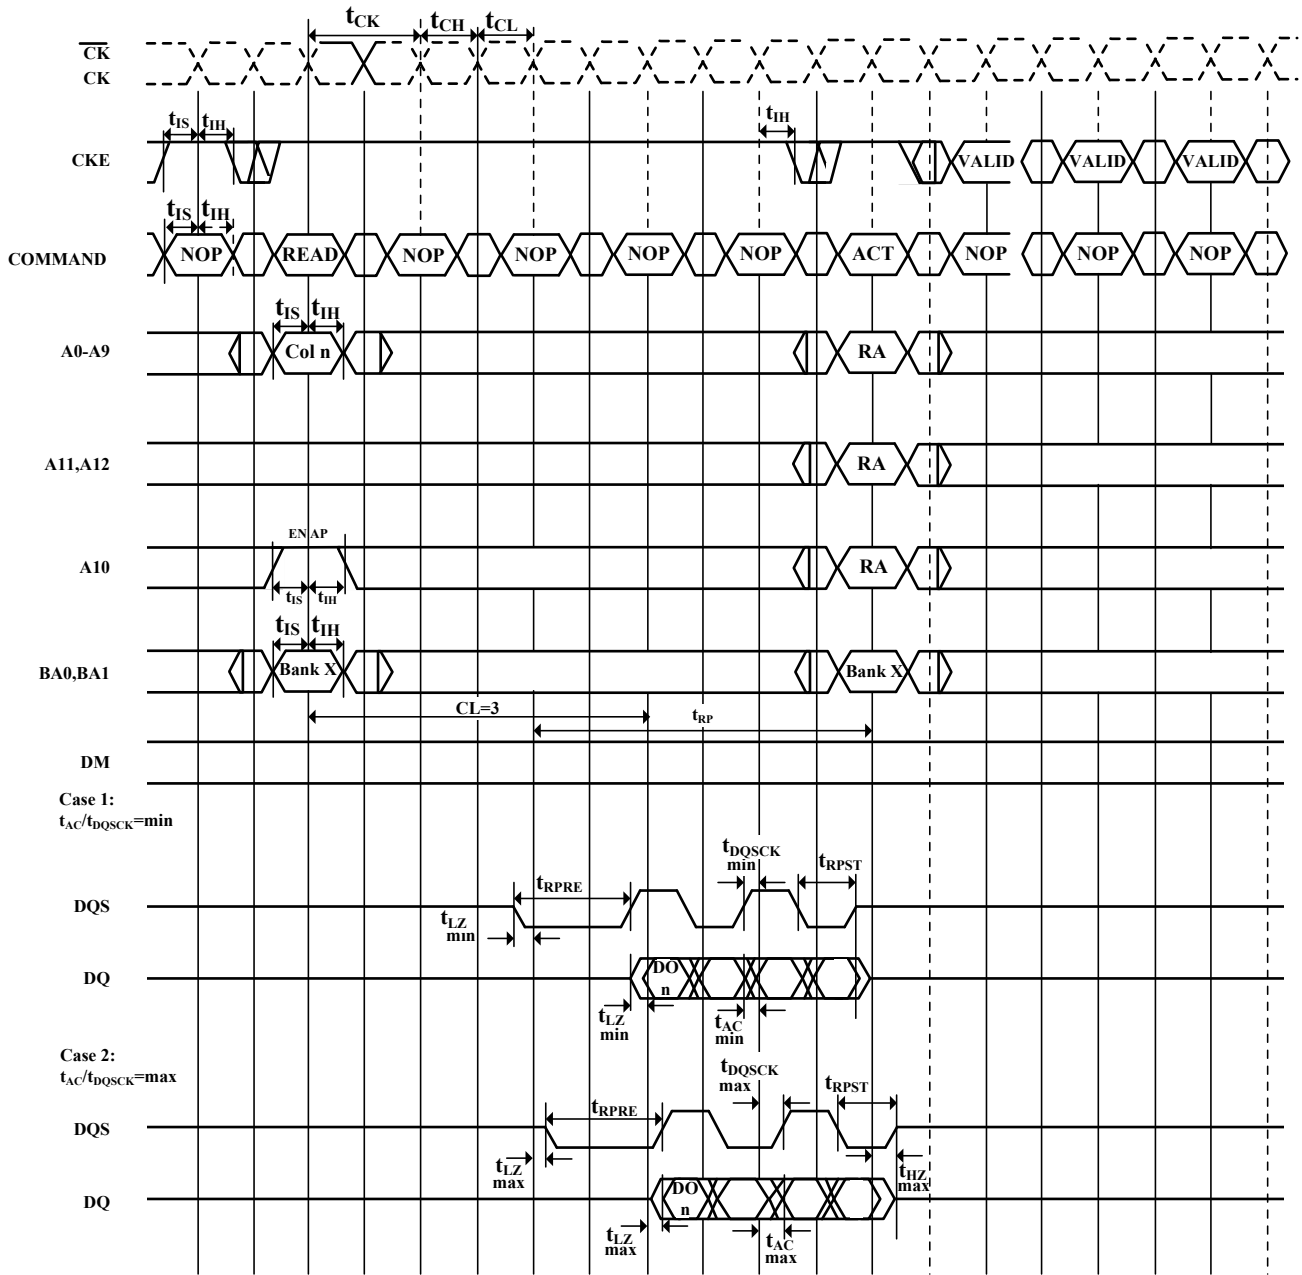 tCK tCH tCL
CK
CK
tIS tIH tIH
CKE VALID VALID VALID
tIS tIH
COMMAND NOP READ NOP NOP NOP NOP ACT NOP NOP NOP
tIS tIH
A0-A9 Col n RA
A11,A12 RA
EN AP
A10 RA
tIS tIH
tIS tIH
BA0,BA1 Bank X Bank X
CL=3 tRP
DM
Case 1:
tAC/tDQSCK=min
tDQSCK min tRPST
tRPRE
DQS
tLZ min
DQ DO n
tLZ min tAC min
Case 2:
tAC/tDQSCK=max
tDQSCK max tRPST
tRPRE
DQS
tLZ max tHZ max
DQ DO n
tLZ max tAC max